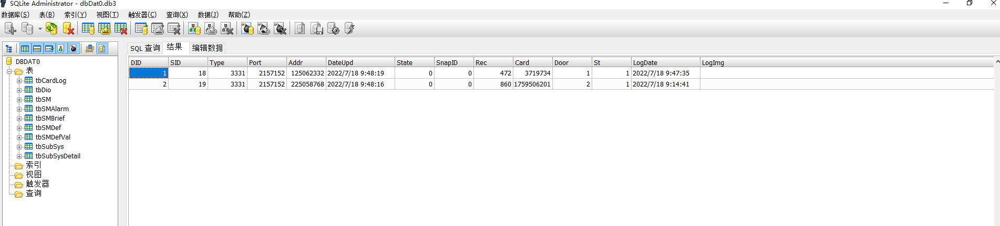 SQLite Administrator - dbDat0.db3
数据库(S) 表(B) 索引(Y) 视图(T) 触发器(C) 查询(X) 数据(J) 帮助(Z)
SQL 查询 结果 编辑数据
DBDAT0
表
tbCardLog
tbDio
tbSM
tbSMAlarm
tbSMBrief
tbSMDef
tbSMDefVal
tbSubSys
tbSubSysDetail
索引
视图
触发器
查询
DID SID Type Port Addr DateUpd State SnapID Rec Card Door St LogDate LogImg
1 18 3331 2157152 125062332 2022/7/18 9:48:19 0 0 472 3719734 1 1 2022/7/18 9:47:35
2 19 3331 2157152 225058768 2022/7/18 9:48:16 0 0 860 1759506201 2 1 2022/7/18 9:14:41